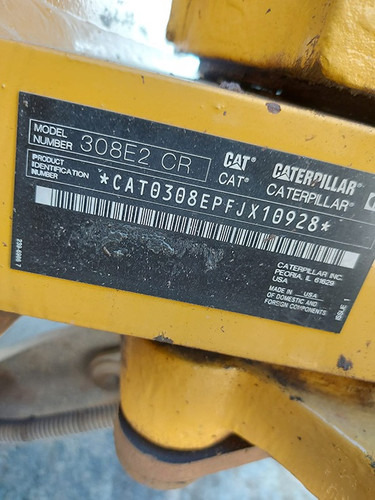 MODEL NUMBER 308E2 CR
CAT® CATERPILLAR
CAT® CATERPILLAR
PRODUCT IDENTIFICATION NUMBER
*CAT0308EPFJX10928*
CATERPILLAR INC.
PEORIA, IL 61629
USA
MADE IN USA
OF DOMESTIC AND
FOREIGN COMPONENTS